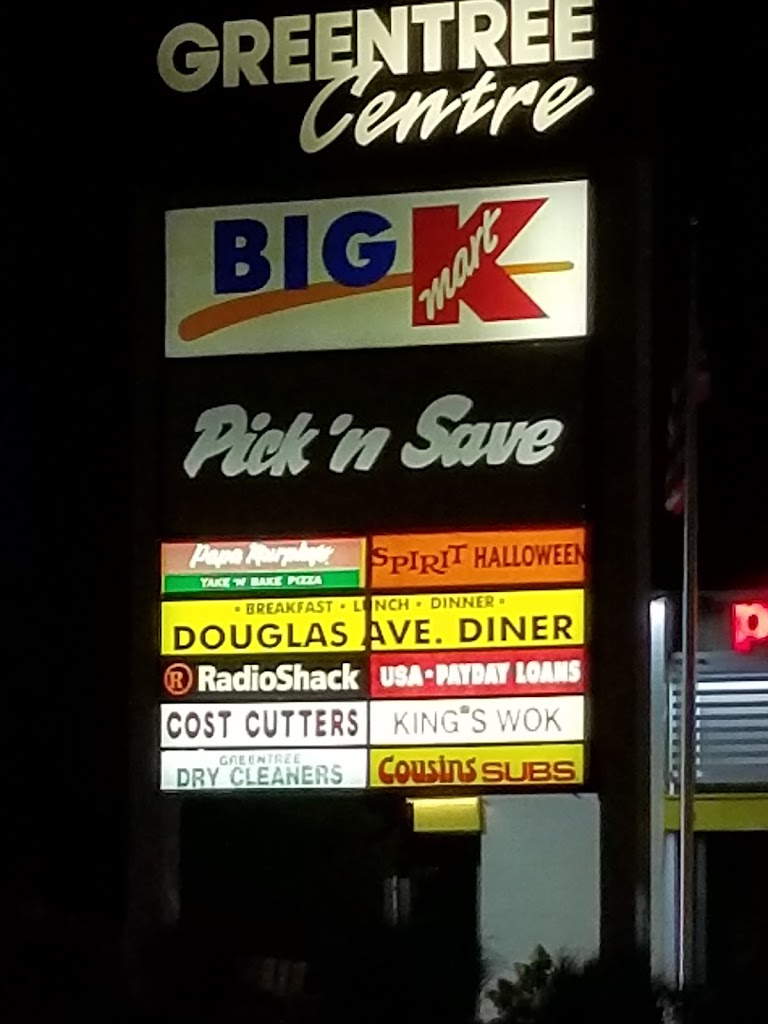 GREENTREE
Centre
BIG Kmart
Pick 'n Save
Papa Murphy's
TAKE 'N' BAKE PIZZA
SPIRIT HALLOWEEN
• BREAKFAST • LUNCH • DINNER •
DOUGLAS AVE. DINER
R RadioShack
USA • PAYDAY LOANS
COST CUTTERS
KING'S WOK
GREENTREE
DRY CLEANERS
Cousins SUBS